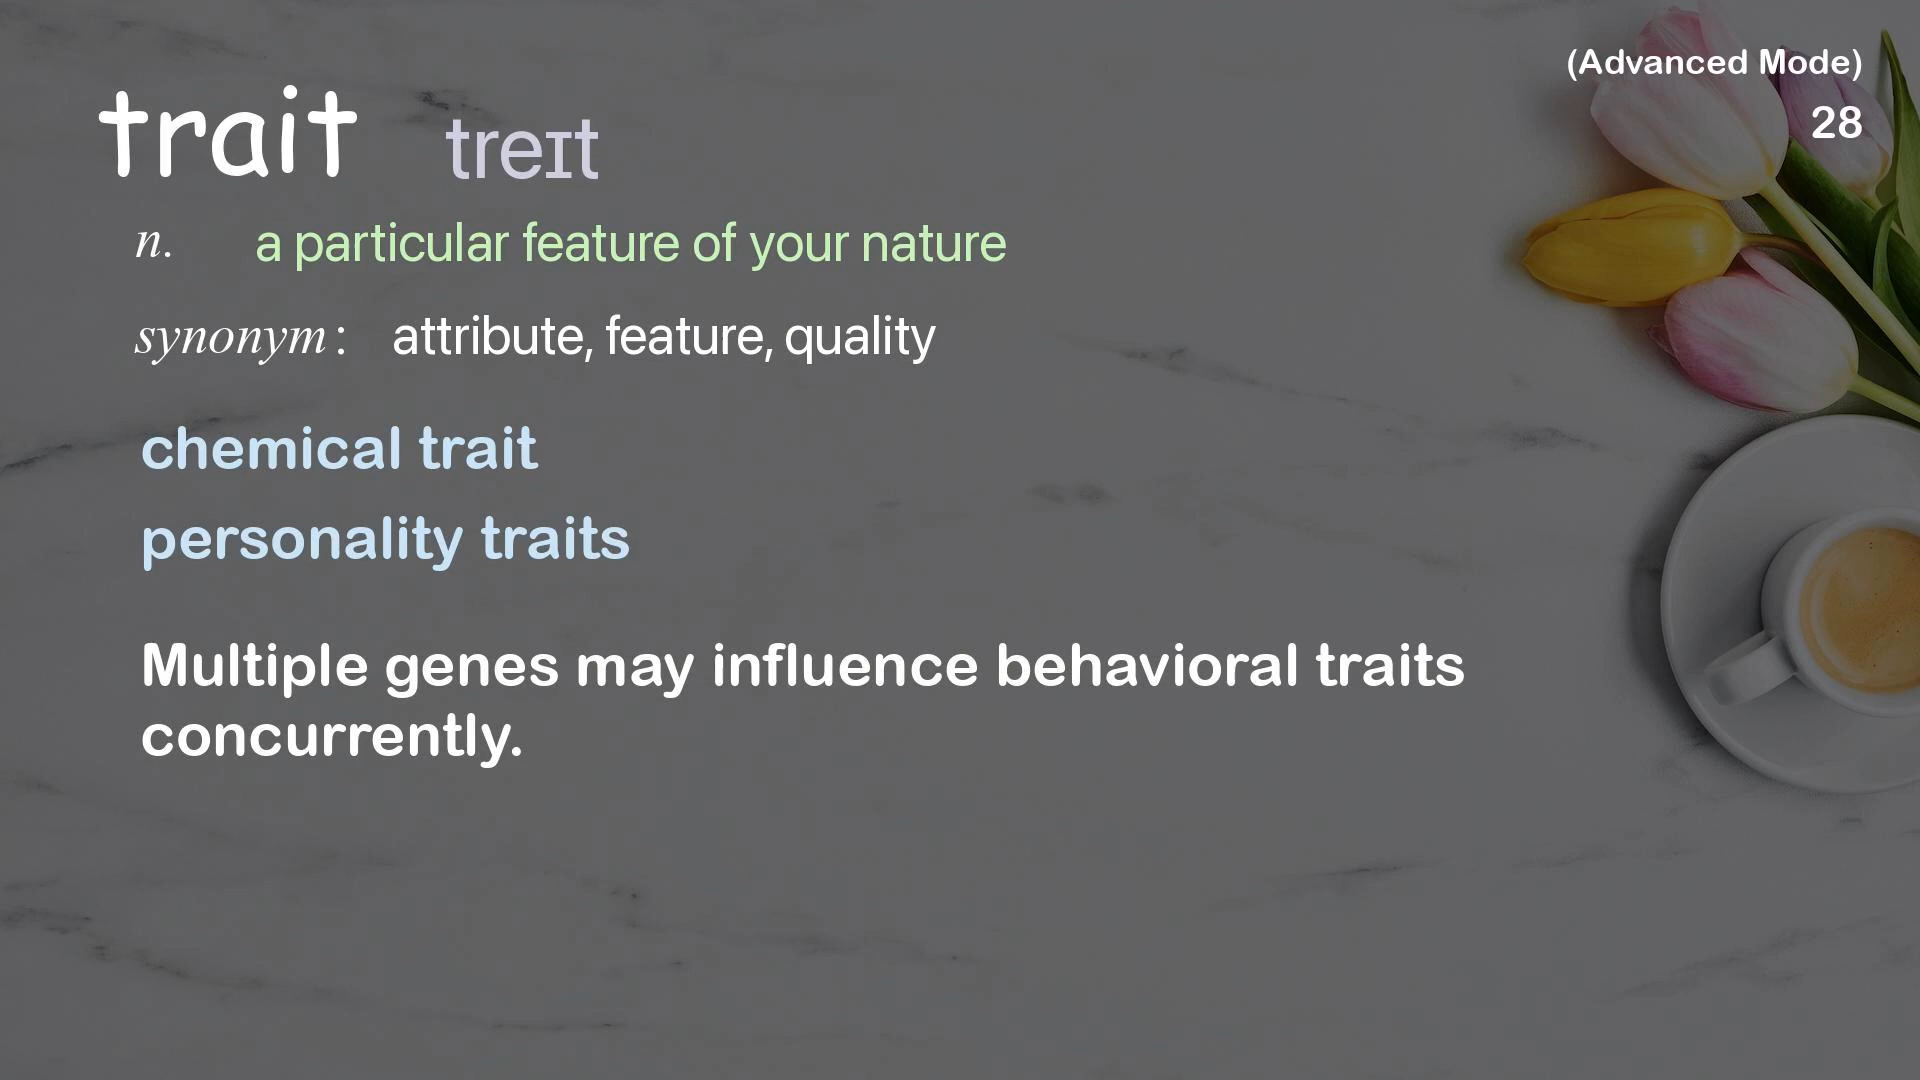 (Advanced Mode)
28
trait treɪt
n. a particular feature of your nature
synonym: attribute, feature, quality
chemical trait
personality traits
Multiple genes may influence behavioral traits
concurrently.